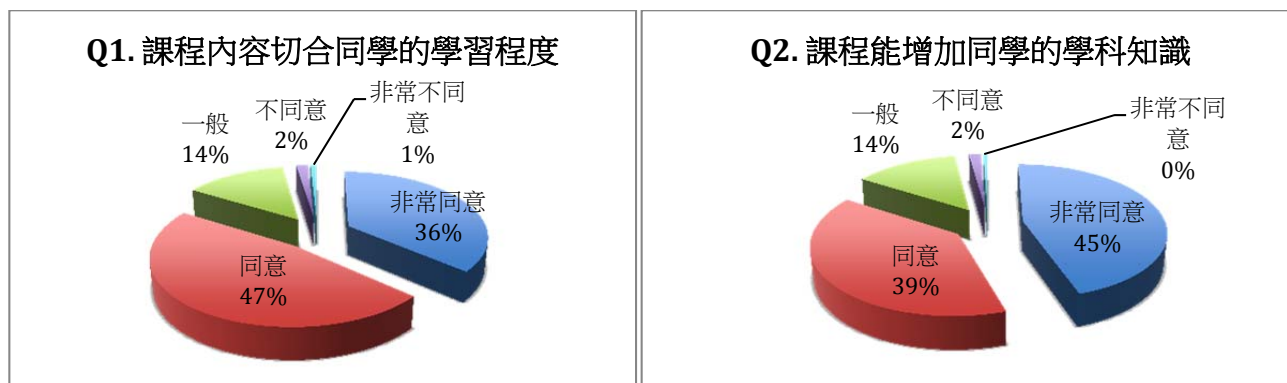 Q1. 課程內容切合同學的學習程度
非常不同
意
1%
不同意
2%
一般
14%
非常同意
36%
同意
47%
Q2. 課程能增加同學的學科知識
非常不同
意
0%
不同意
2%
一般
14%
非常同意
45%
同意
39%